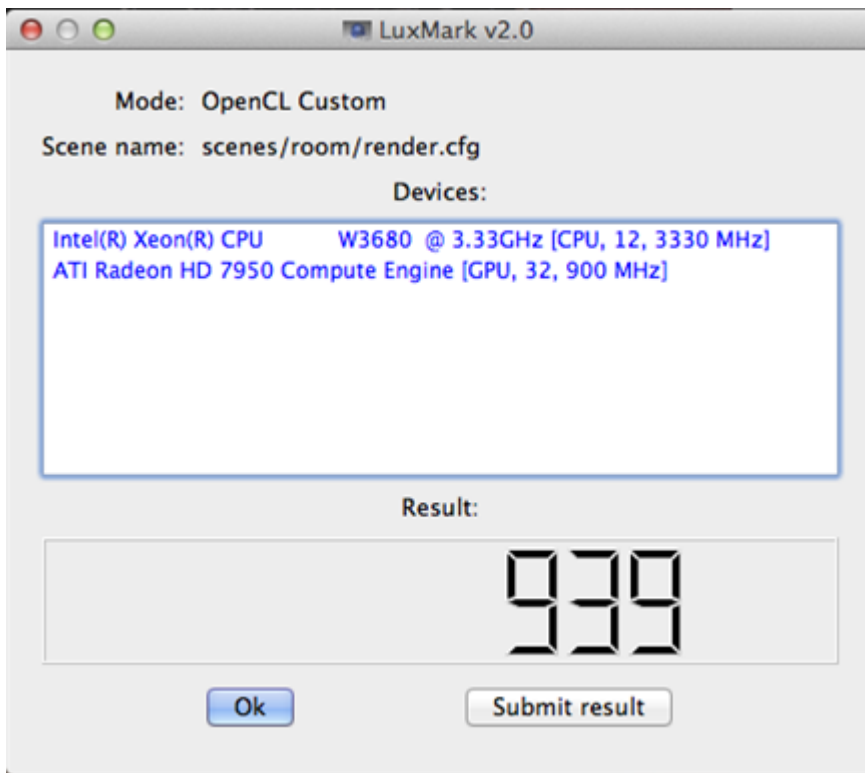 LuxMark v2.0
Mode: OpenCL Custom
Scene name: scenes/room/render.cfg
Devices:
Intel(R) Xeon(R) CPU W3680 @ 3.33GHz [CPU, 12, 3330 MHz]
ATI Radeon HD 7950 Compute Engine [GPU, 32, 900 MHz]
Result:
939
Ok Submit result